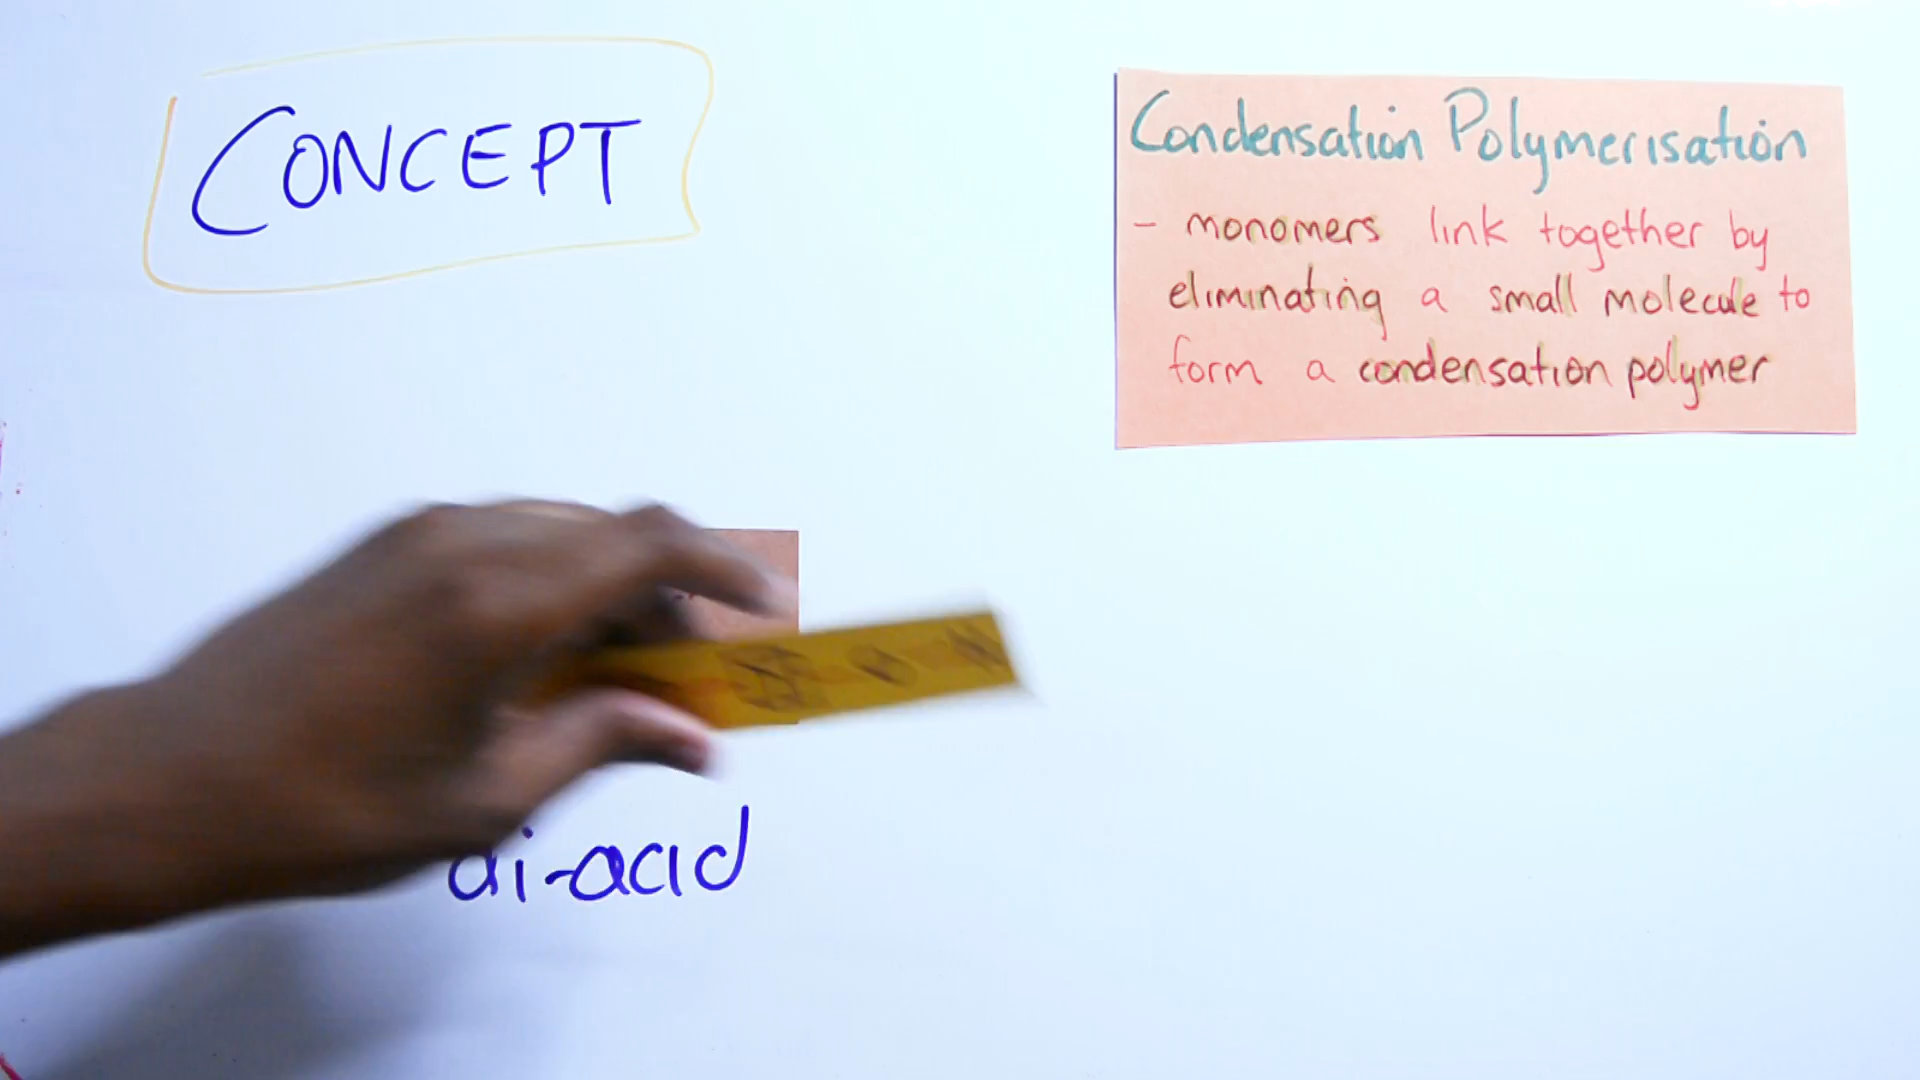 CONCEPT
Condensation Polymerisation
- monomers link together by
eliminating a small molecule to
form a condensation polymer
di-acid